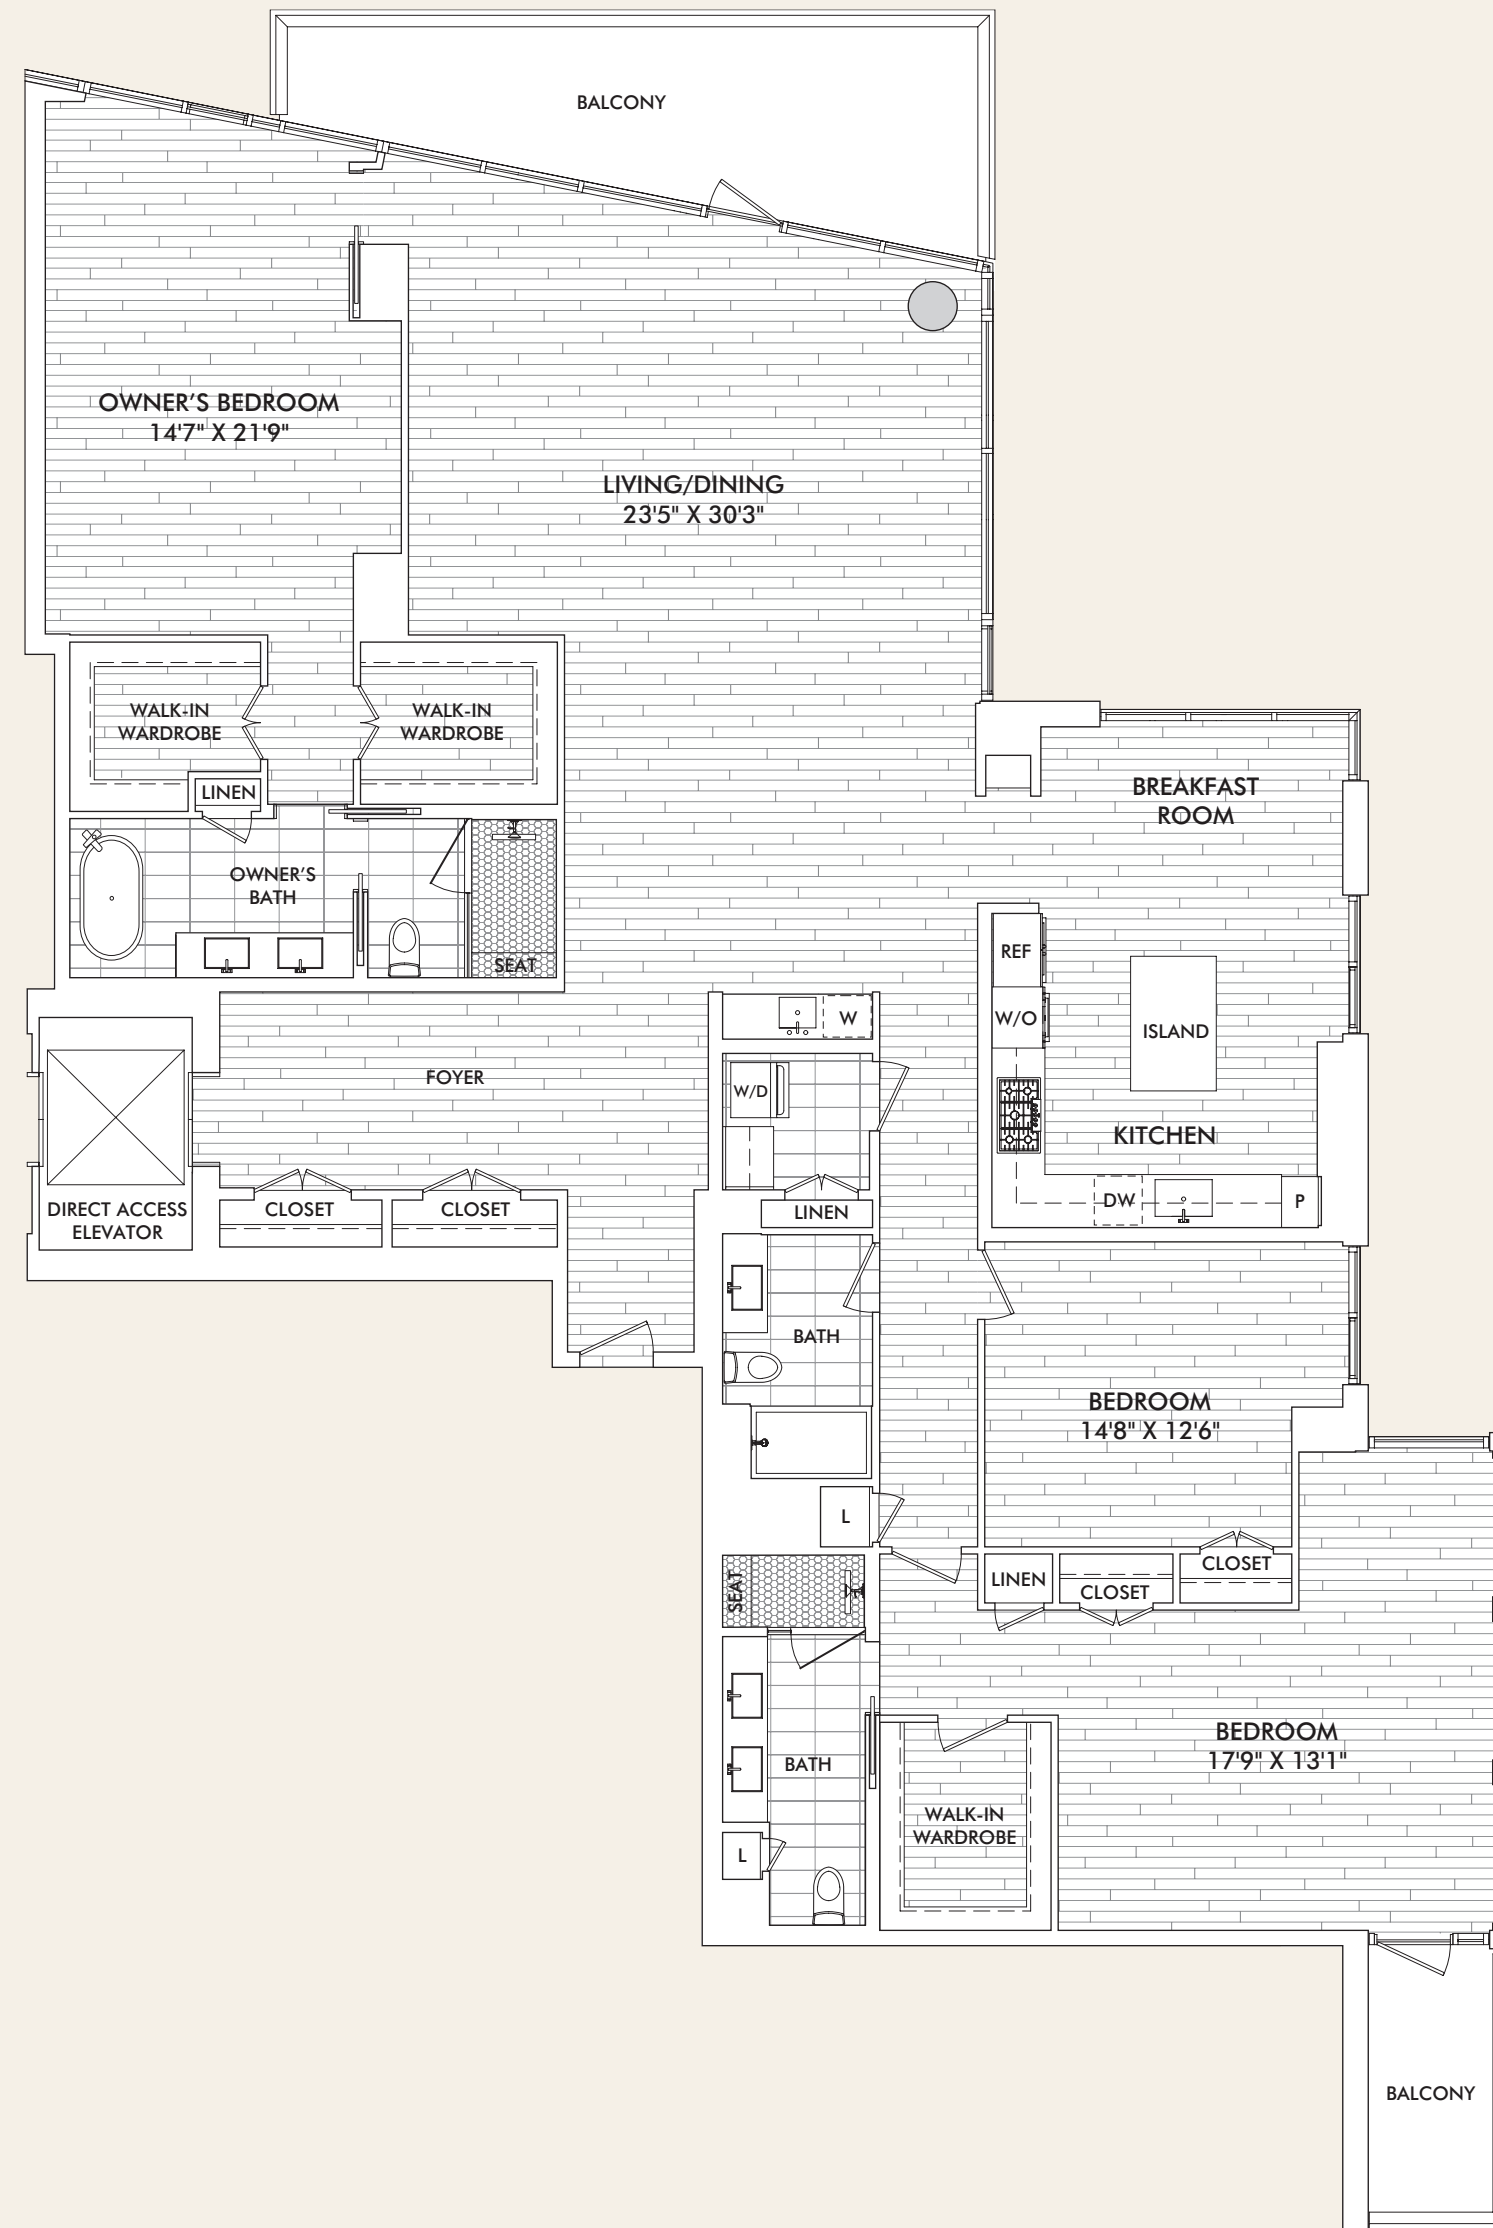 BALCONY
OWNER'S BEDROOM
14'7" X 21'9"
LIVING/DINING
23'5" X 30'3"
WALK-IN
WARDROBE
WALK-IN
WARDROBE
LINEN
BREAKFAST
ROOM
OWNER'S
BATH
SEAT
REF
W/O
ISLAND
W
FOYER
W/D
KITCHEN
DIRECT ACCESS
ELEVATOR
CLOSET
CLOSET
LINEN
DW
P
BATH
BEDROOM
14'8" X 12'6"
L
SEAT
LINEN
CLOSET
CLOSET
BEDROOM
17'9" X 13'1"
BATH
WALK-IN
WARDROBE
L
BALCONY